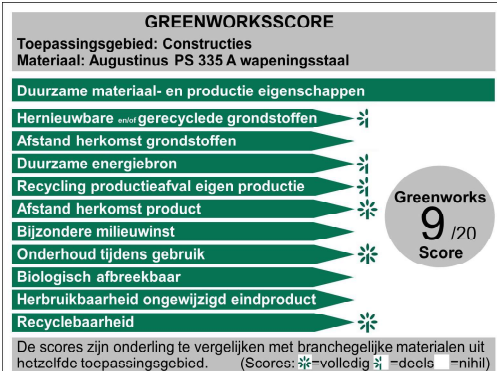 GREENWORKSSCORE
Toepassingsgebied: Constructies
Materiaal: Augustinus PS 335 A wapeningsstaal
Duurzame materiaal- en productie eigenschappen
Hernieuwbare en/of gerecyclede grondstoffen
Afstand herkomst grondstoffen
Duurzame energiebron
Recycling productieafval eigen productie
Afstand herkomst product
Bijzondere milieuwinst
Onderhoud tijdens gebruik
Biologisch afbreekbaar
Herbruikbaarheid ongewijzigd eindproduct
Recyclebaarheid
Greenworks
9 /20
Score
De scores zijn onderling te vergelijken met branchegelijke materialen uit
hetzelfde toepassingsgebied. (Scores: =volledig =deels =nihil)